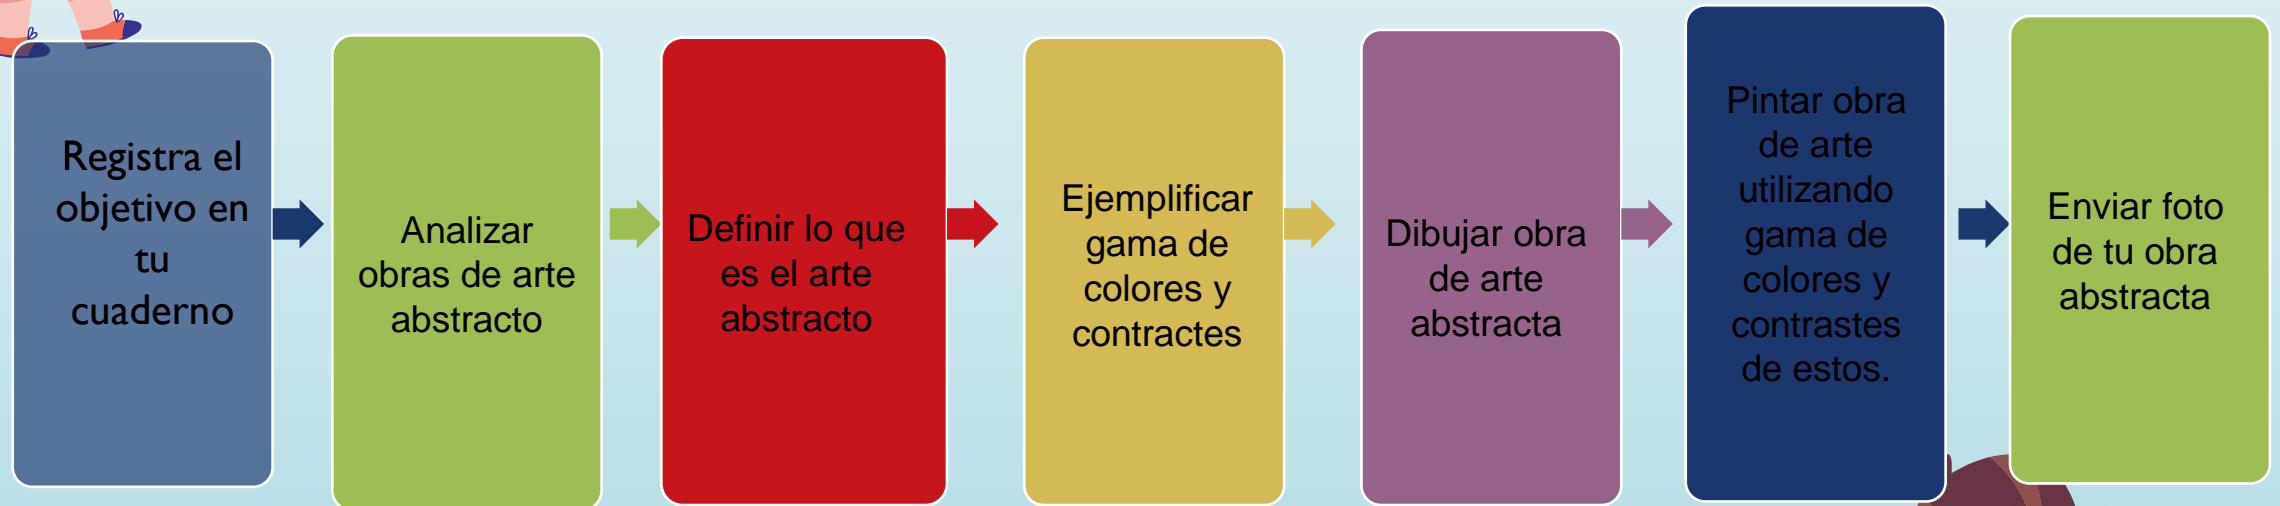 Registra el
objetivo en
tu
cuaderno
Analizar
obras de arte
abstracto
Definir lo que
es el arte
abstracto
Ejemplificar
gama de
colores y
contractes
Dibujar obra
de arte
abstracta
Pintar obra
de arte
utilizando
gama de
colores y
contrastes
de estos.
Enviar foto
de tu obra
abstracta